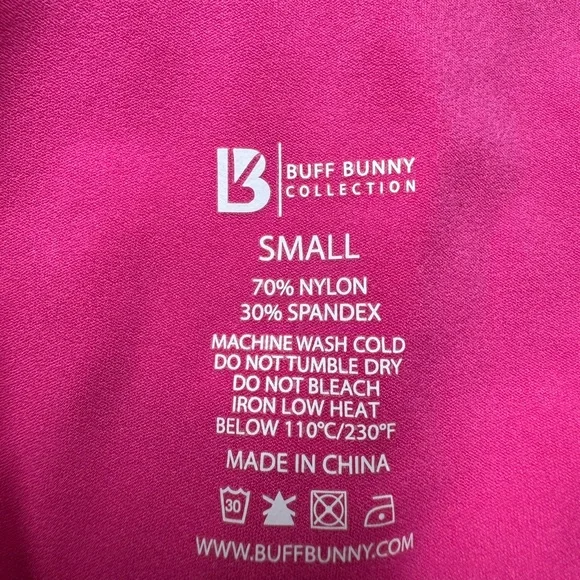 B
BUFF BUNNY
COLLECTION
SMALL
70% NYLON
30% SPANDEX
MACHINE WASH COLD
DO NOT TUMBLE DRY
DO NOT BLEACH
IRON LOW HEAT
BELOW 110°C/230°F
MADE IN CHINA
30
WWW.BUFFBUNNY.COM